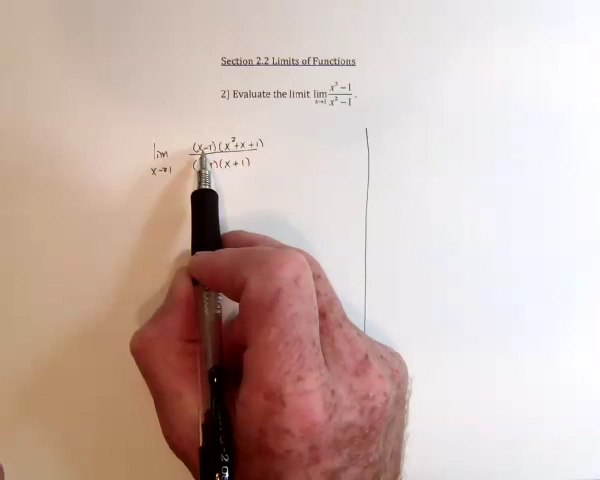 Section 2.2 Limits of Functions
2) Evaluate the limit lim x→1 x³ − 1 / x² − 1 .
lim x→1 (x−1)(x²+x+1)
(x+1)